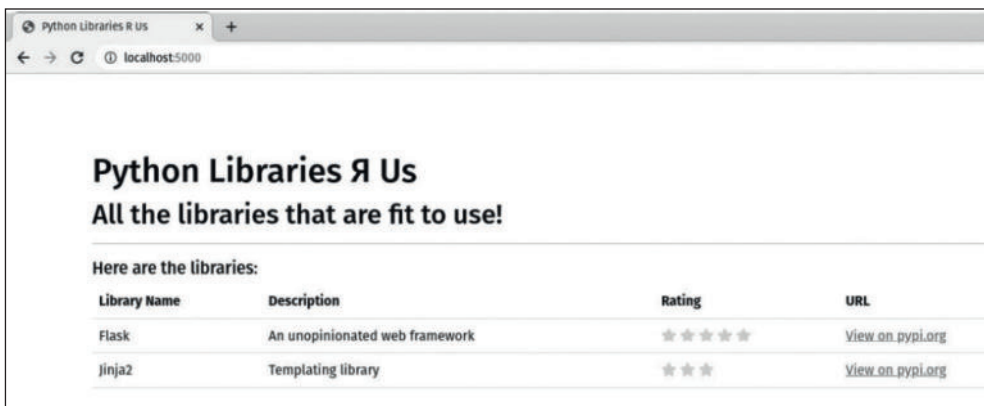 Python Libraries R Us
localhost:5000
Python Libraries Я Us
All the libraries that are fit to use!
Here are the libraries:
Library Name Description Rating URL
Flask An unopinionated web framework View on pypi.org
Jinja2 Templating library View on pypi.org